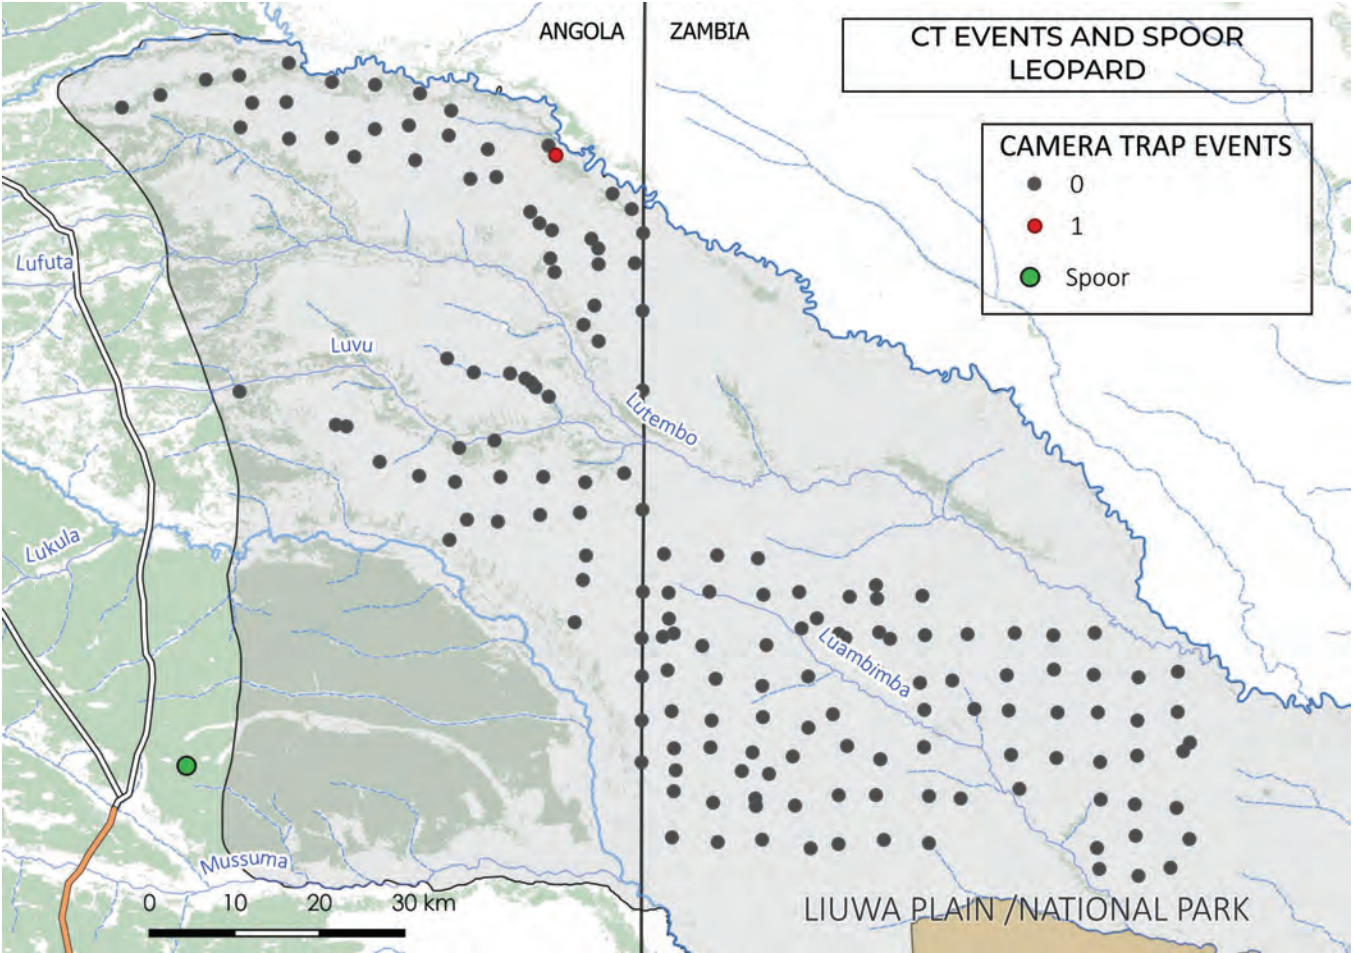 ANGOLA
ZAMBIA
CT EVENTS AND SPOOR
LEOPARD
CAMERA TRAP EVENTS
0
1
Spoor
Lufuta
Luvu
Lutembo
Lukula
Luambimba
Mussuma
0 10 20 30 km
LIUWA PLAIN /NATIONAL PARK